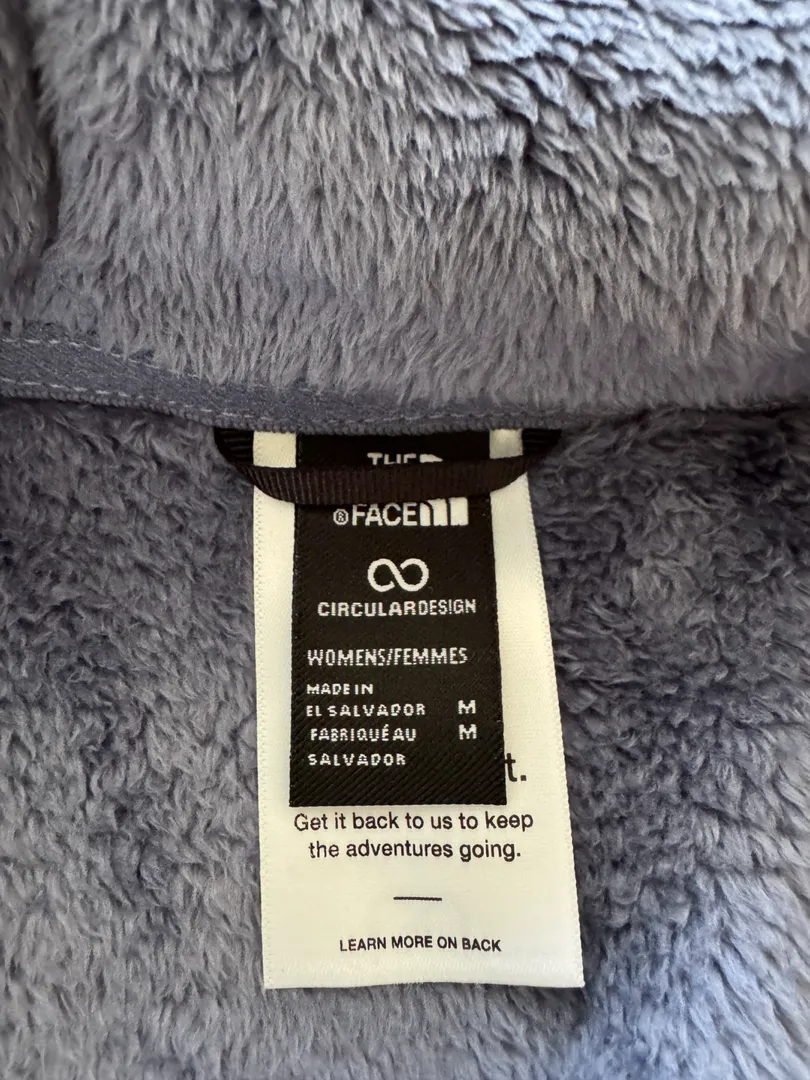 THE
®FACE
CIRCULARDESIGN
WOMENS/FEMMES
MADE IN
EL SALVADOR M
FABRIQUÉ AU M
SALVADOR
t.
Get it back to us to keep
the adventures going.
LEARN MORE ON BACK